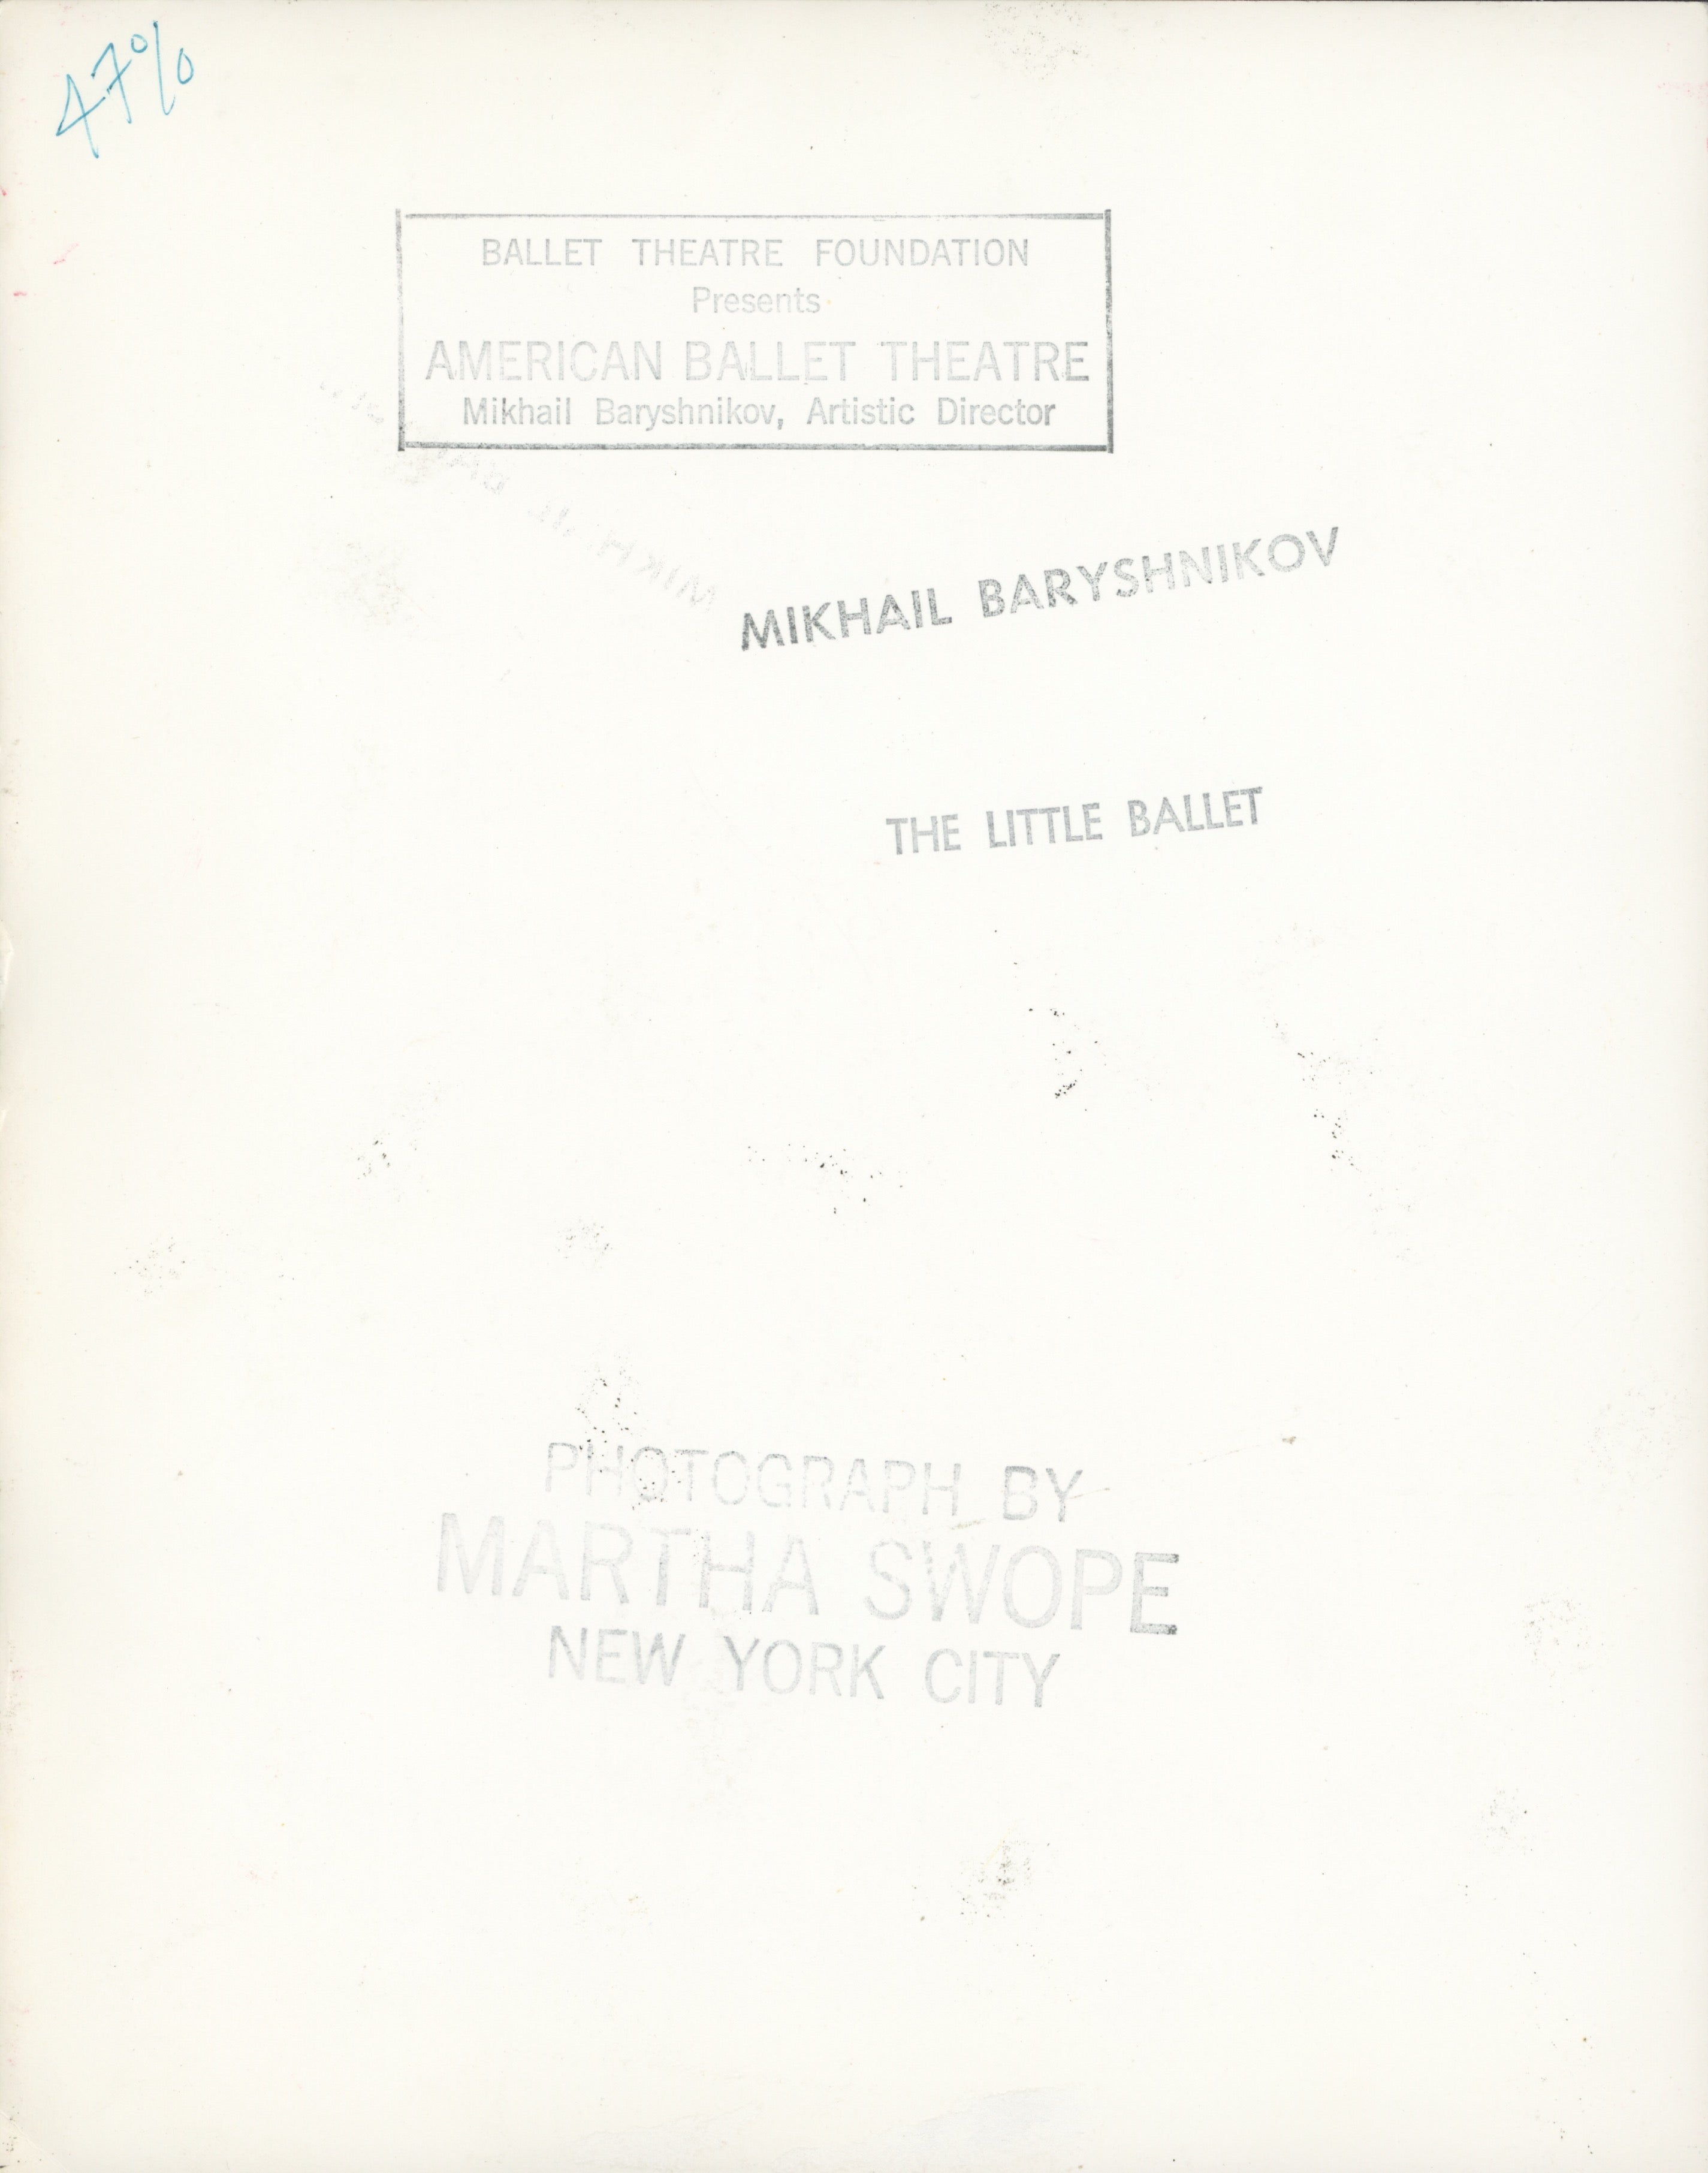 47%
BALLET THEATRE FOUNDATION
Presents
AMERICAN BALLET THEATRE
Mikhail Baryshnikov, Artistic Director
MIKHAIL BARYSHNIKOV
THE LITTLE BALLET
PHOTOGRAPH BY
MARTHA SWOPE
NEW YORK CITY